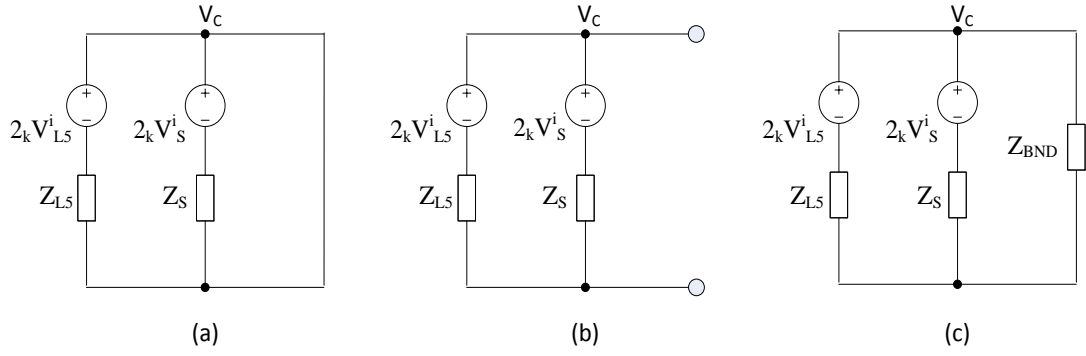 V_C
V_C
V_C
+
−
+
−
+
−
+
−
+
−
+
−
2_kV^i_L5
2_kV^i_S
2_kV^i_L5
2_kV^i_S
2_kV^i_L5
2_kV^i_S
Z_BND
Z_L5
Z_S
Z_L5
Z_S
Z_L5
Z_S
(a)
(b)
(c)